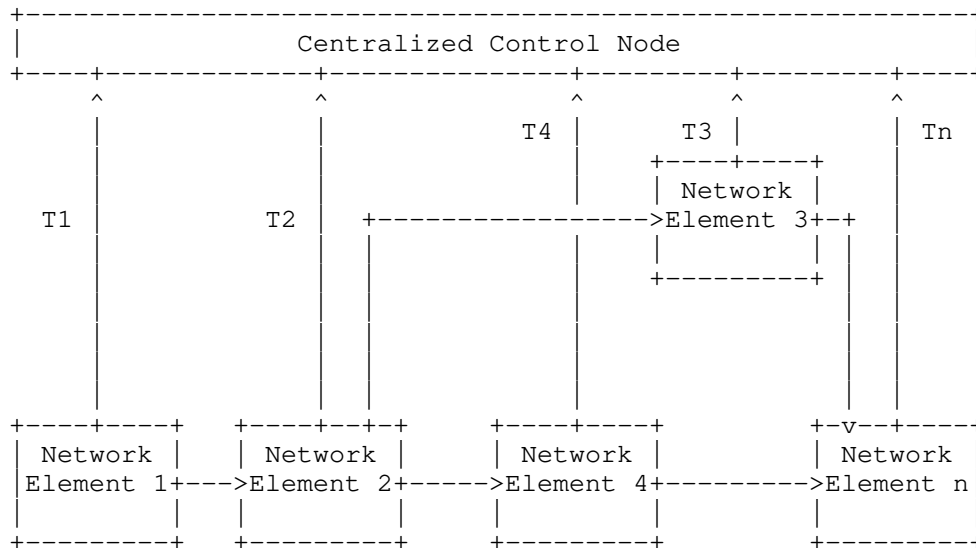 Centralized Control Node
T4 T3 Tn
Network
T1 T2 Element 3
Network Network Network Network
Element 1 Element 2 Element 4 Element n